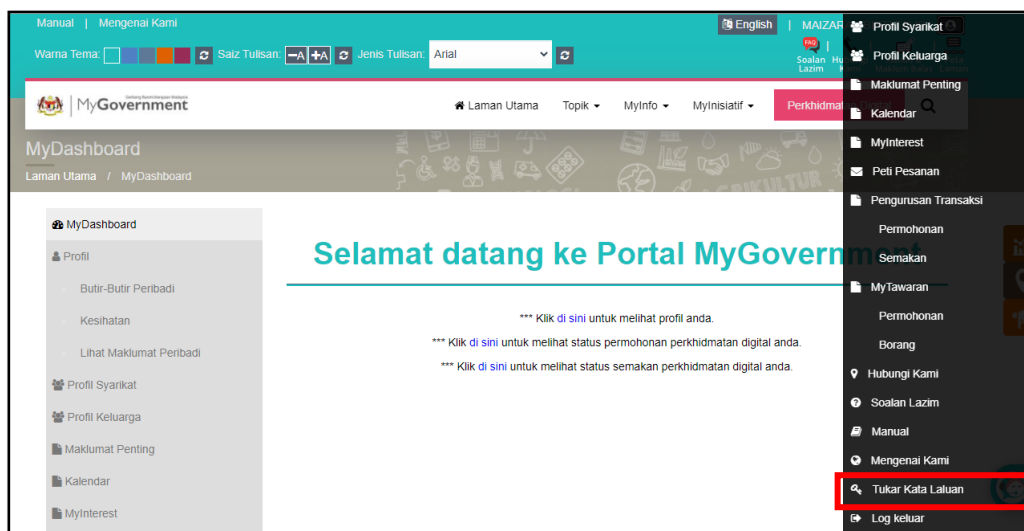 Manual | Mengenai Kami
English | MAIZAR
Warna Tema: Saiz Tulisan: -A +A Jenis Tulisan: Arial
FAQ
Soalan Hu
Lazim
MyGovernment
Laman Utama Topik MyInfo MyInisiatif Perkhidmat
MyDashboard
Laman Utama / MyDashboard
MyDashboard
Profil
Butir-Butir Peribadi
Kesihatan
Lihat Maklumat Peribadi
Profil Syarikat
Profil Keluarga
Maklumat Penting
Kalendar
MyInterest
Selamat datang ke Portal MyGovernment
*** Klik di sini untuk melihat profil anda.
*** Klik di sini untuk melihat status permohonan perkhidmatan digital anda.
*** Klik di sini untuk melihat status semakan perkhidmatan digital anda.
Profil Syarikat
Profil Keluarga
Maklumat Penting
Kalendar
MyInterest
Peti Pesanan
Pengurusan Transaksi
Permohonan
Semakan
MyTawaran
Permohonan
Borang
Hubungi Kami
Soalan Lazim
Manual
Mengenai Kami
Tukar Kata Laluan
Log keluar